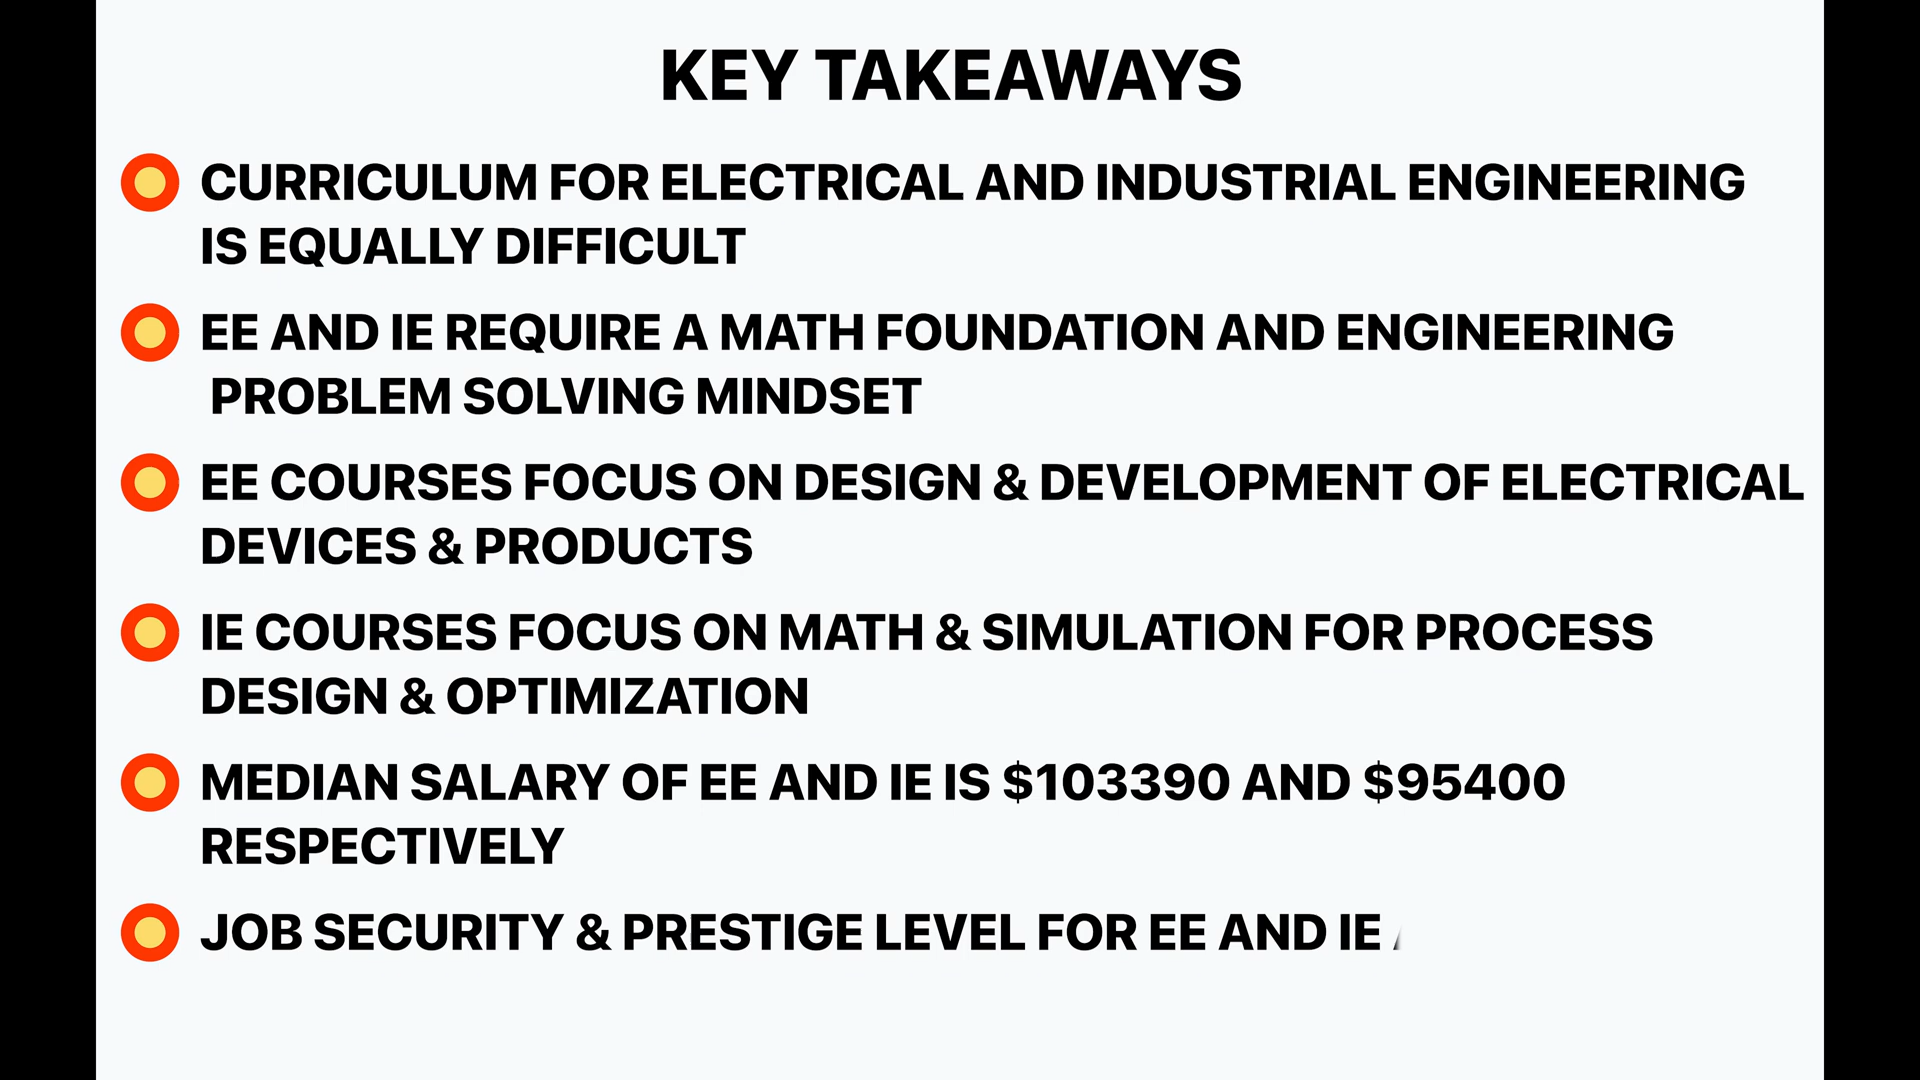 KEY TAKEAWAYS
CURRICULUM FOR ELECTRICAL AND INDUSTRIAL ENGINEERING
IS EQUALLY DIFFICULT
EE AND IE REQUIRE A MATH FOUNDATION AND ENGINEERING
PROBLEM SOLVING MINDSET
EE COURSES FOCUS ON DESIGN & DEVELOPMENT OF ELECTRICAL
DEVICES & PRODUCTS
IE COURSES FOCUS ON MATH & SIMULATION FOR PROCESS
DESIGN & OPTIMIZATION
MEDIAN SALARY OF EE AND IE IS $103390 AND $95400
RESPECTIVELY
JOB SECURITY & PRESTIGE LEVEL FOR EE AND IE